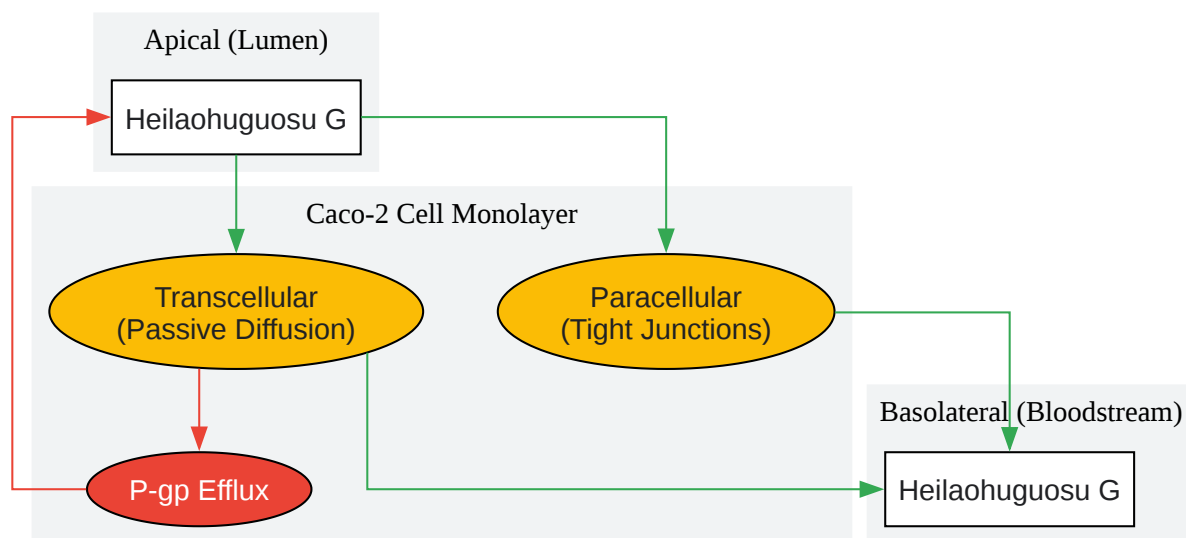 Apical (Lumen)
Heilaohuguosu G
Caco-2 Cell Monolayer
Transcellular
(Passive Diffusion)
Paracellular
(Tight Junctions)
Basolateral (Bloodstream)
P-gp Efflux
Heilaohuguosu G